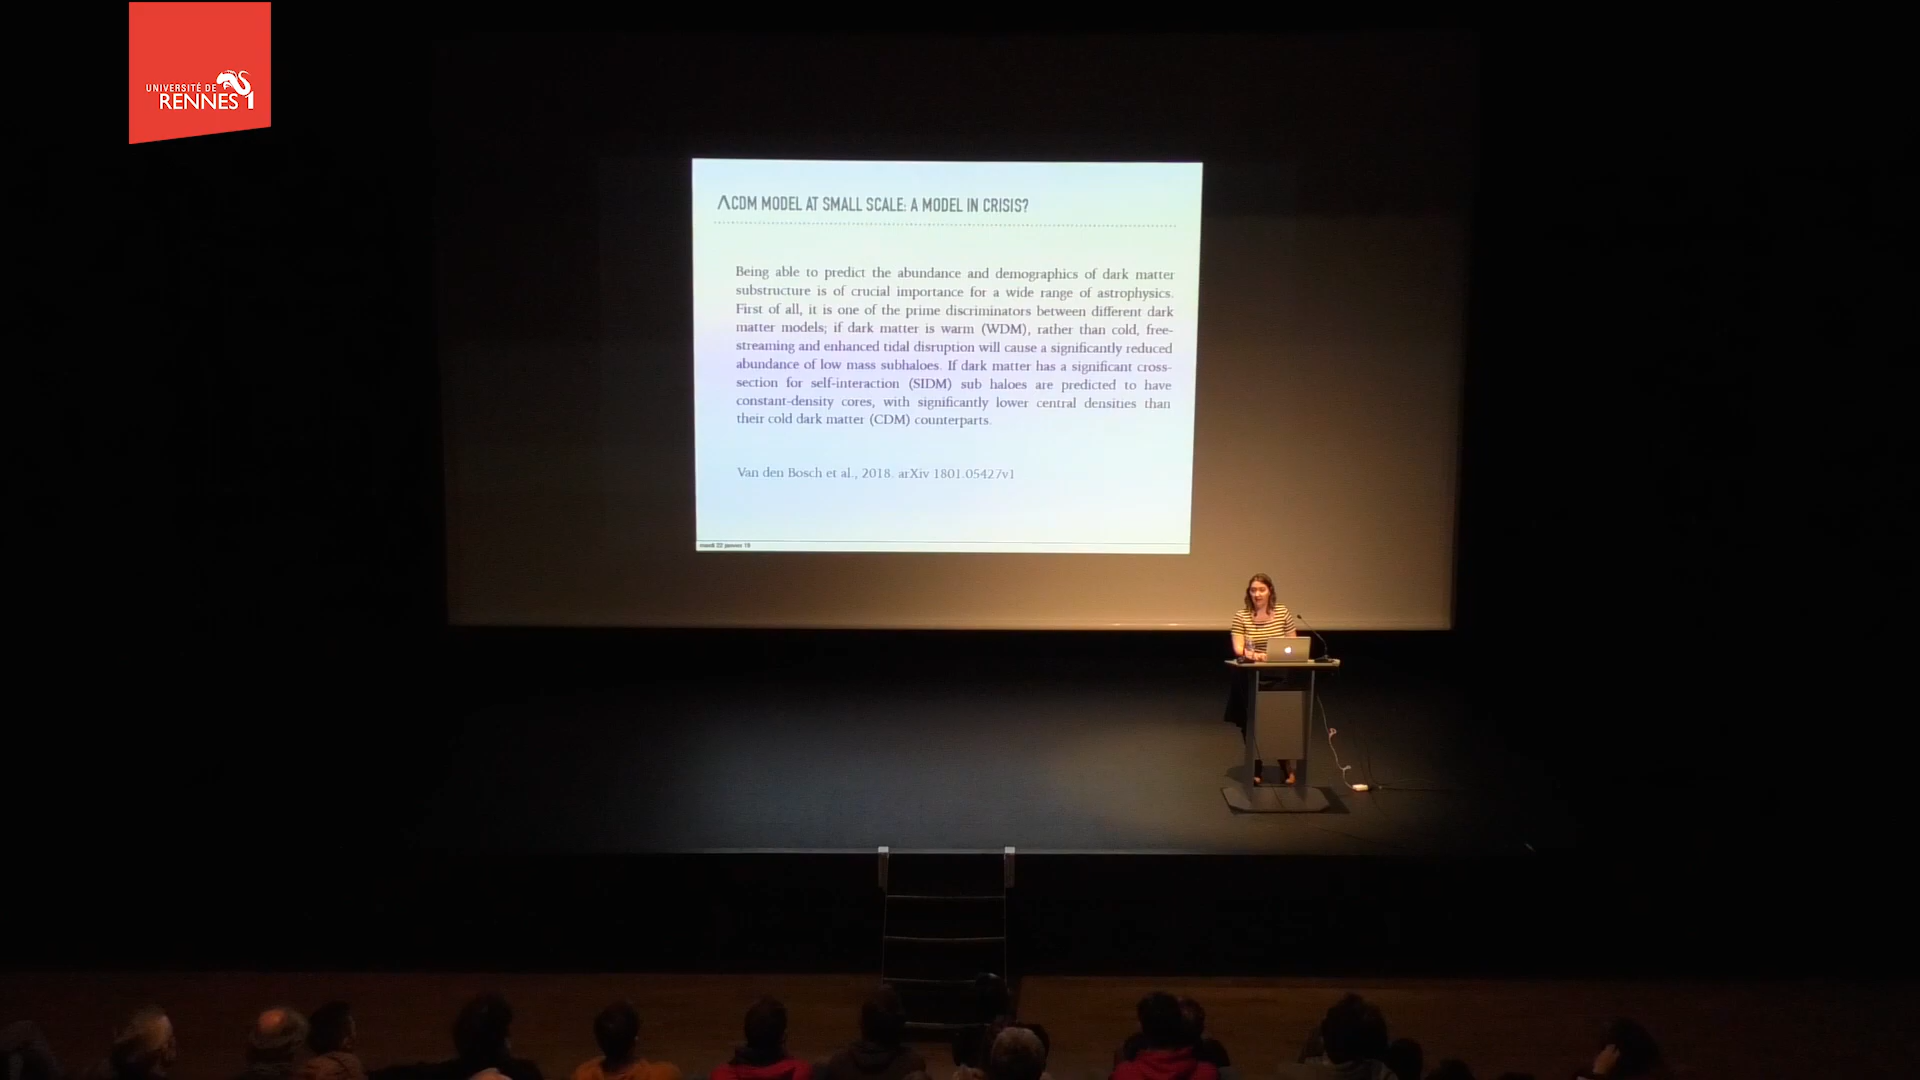 UNIVERSITÉ DE
RENNES 1
ΛCDM MODEL AT SMALL SCALE: A MODEL IN CRISIS?
Being able to predict the abundance and demographics of dark matter
substructure is of crucial importance for a wide range of astrophysics.
First of all, it is one of the prime discriminators between different dark
matter models; if dark matter is warm (WDM), rather than cold, free-
streaming and enhanced tidal disruption will cause a significantly reduced
abundance of low mass subhaloes. If dark matter has a significant cross-
section for self-interaction (SIDM) sub haloes are predicted to have
constant-density cores, with significantly lower central densities than
their cold dark matter (CDM) counterparts.
Van den Bosch et al., 2018. arXiv 1801.05427v1
mardi 22 janvier 19